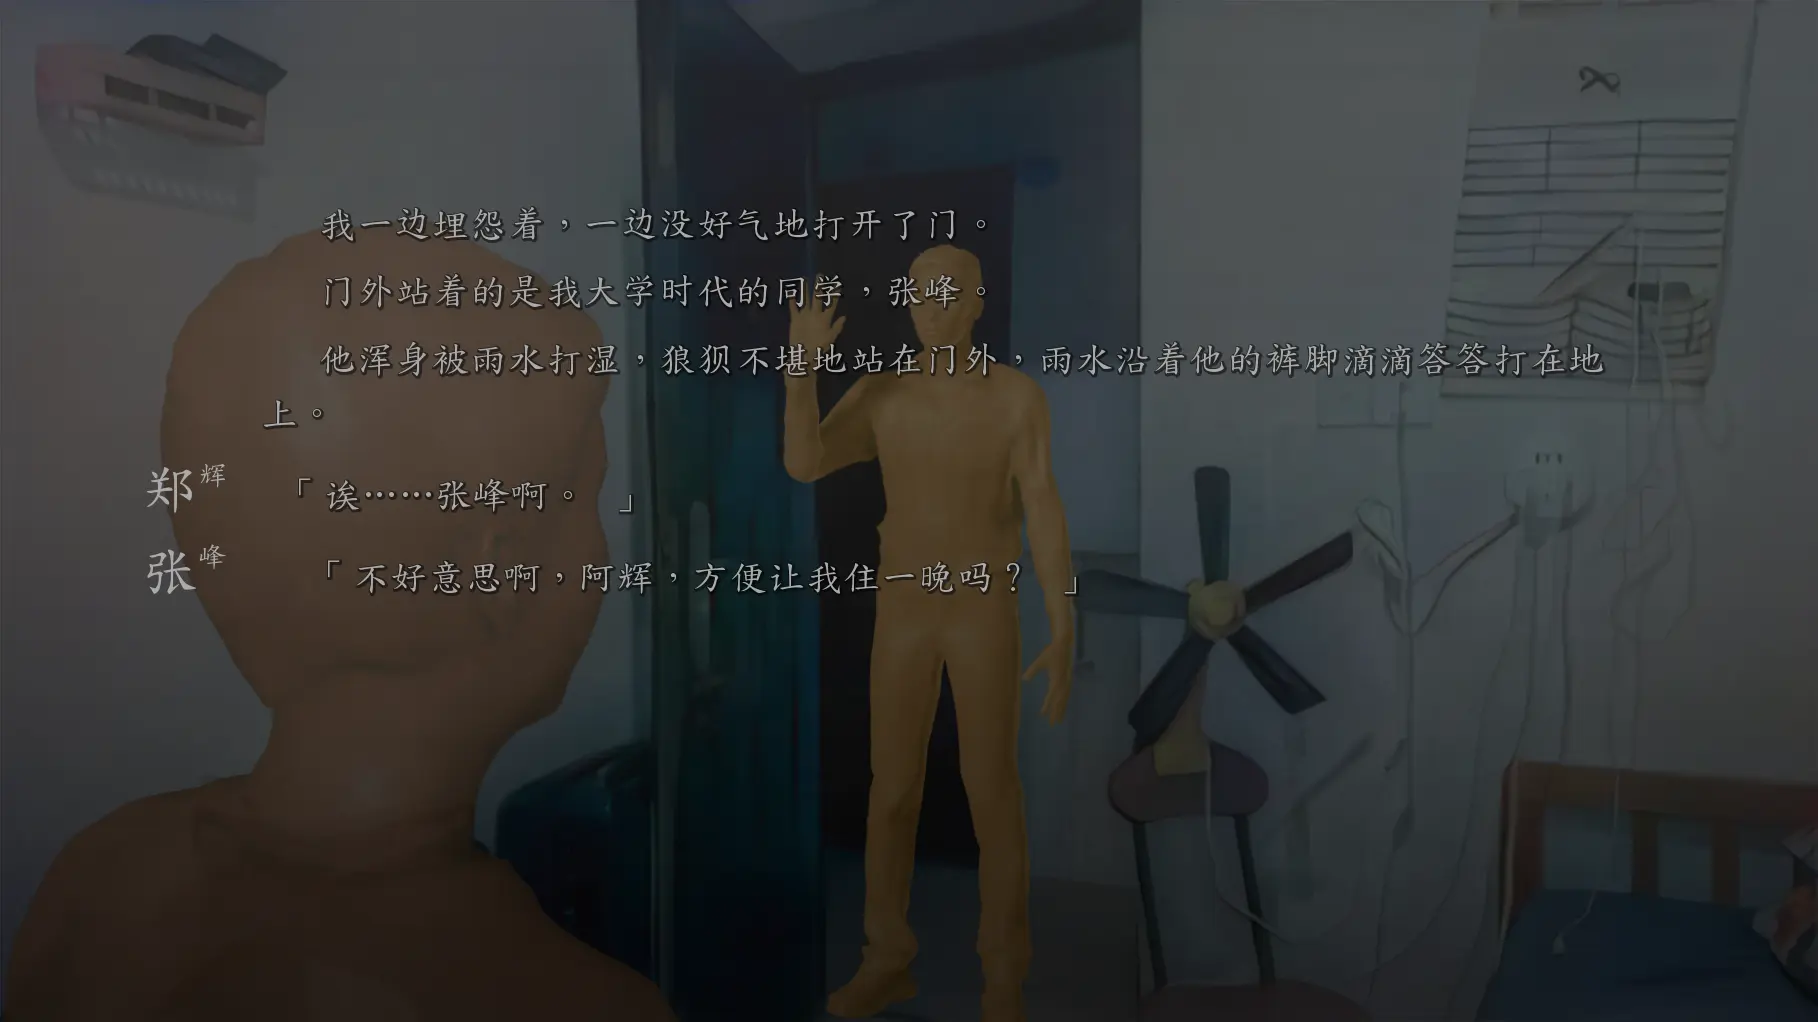 我一边埋怨着，一边没好气地打开了门。
门外站着的是我大学时代的同学，张峰。
他浑身被雨水打湿，狼狈不堪地站在门外，雨水沿着他的裤脚滴滴答答打在地
上。
郑辉 「诶……张峰啊。」
张峰 「不好意思啊，阿辉，方便让我住一晚吗？」